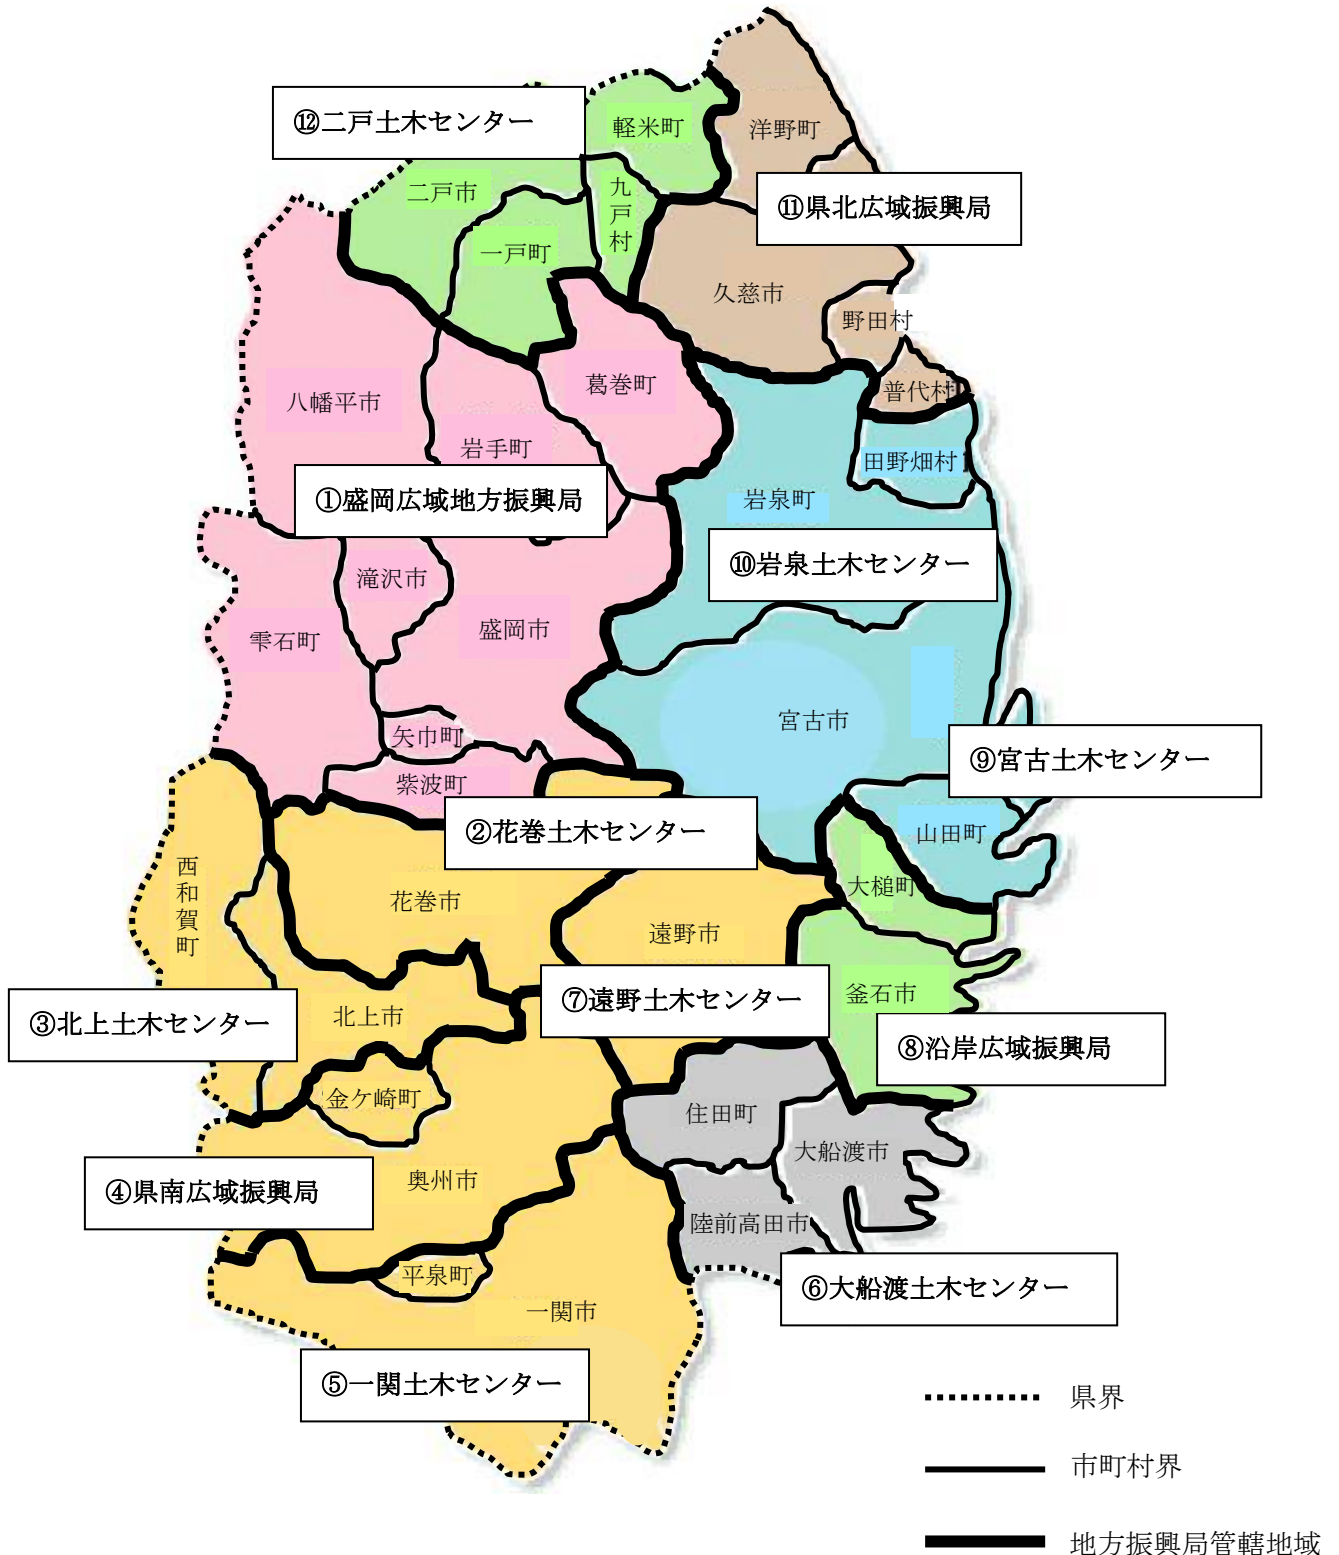 軽米町
洋野町
⑫二戸土木センター
二戸市
九戸村
⑪県北広域振興局
一戸町
久慈市
野田村
葛巻町
普代村
八幡平市
岩手町
田野畑村
①盛岡広域地方振興局
岩泉町
⑩岩泉土木センター
滝沢市
盛岡市
雫石町
宮古市
矢巾町
⑨宮古土木センター
紫波町
②花巻土木センター
山田町
西和賀町
大槌町
花巻市
遠野市
釜石市
⑦遠野土木センター
③北上土木センター
北上市
⑧沿岸広域振興局
金ケ崎町
住田町
大船渡市
奥州市
④県南広域振興局
陸前高田市
平泉町
⑥大船渡土木センター
一関市
⑤一関土木センター
県界
市町村界
地方振興局管轄地域